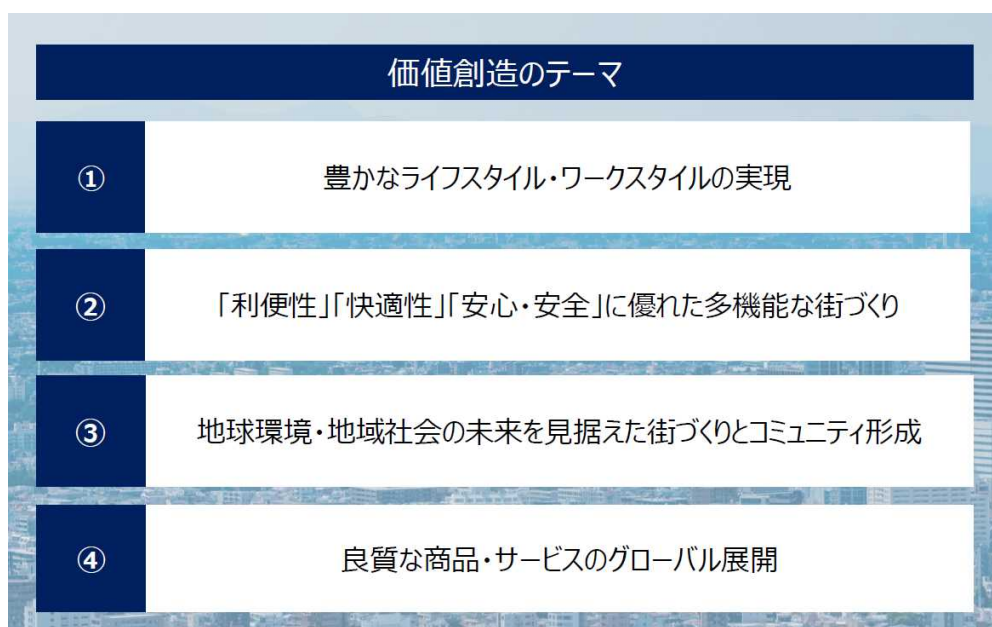 価値創造のテーマ
① 豊かなライフスタイル・ワークスタイルの実現
② 「利便性」「快適性」「安心・安全」に優れた多機能な街づくり
③ 地球環境・地域社会の未来を見据えた街づくりとコミュニティ形成
④ 良質な商品・サービスのグローバル展開